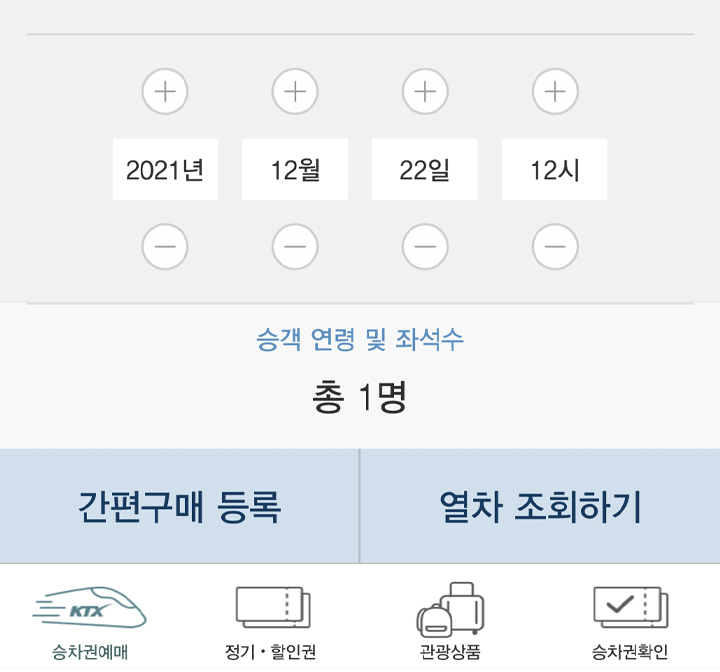 2021년 12월 22일 12시
승객 연령 및 좌석수
총 1명
간편구매 등록 열차 조회하기
KTX
승차권예매 정기·할인권 관광상품 승차권확인